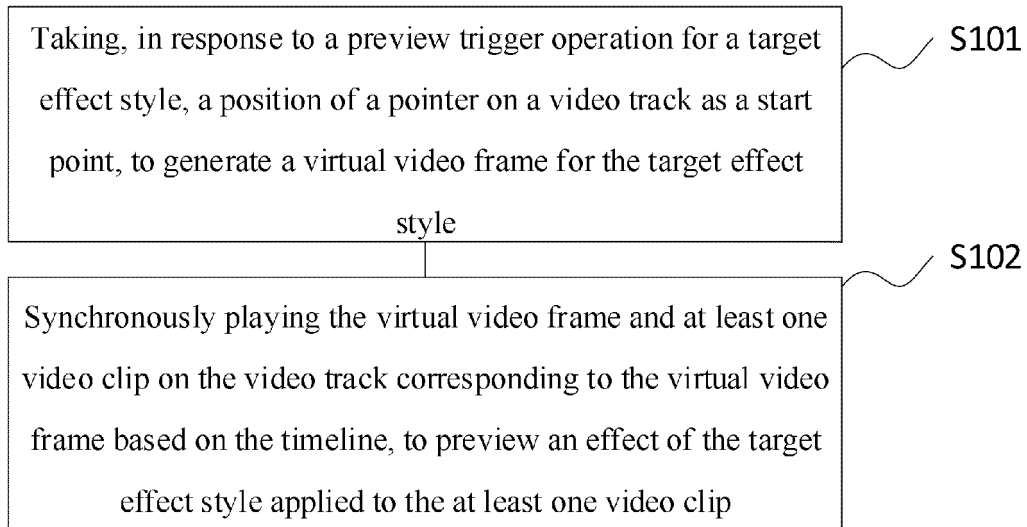 Taking, in response to a preview trigger operation for a target
effect style, a position of a pointer on a video track as a start
point, to generate a virtual video frame for the target effect
style
S101
Synchronously playing the virtual video frame and at least one
video clip on the video track corresponding to the virtual video
frame based on the timeline, to preview an effect of the target
effect style applied to the at least one video clip
S102